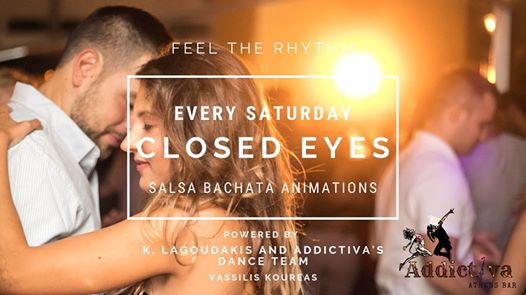 FEEL THE RHYTHM
EVERY SATURDAY
CLOSED EYES
SALSA BACHATA ANIMATIONS
POWERED BY
K. LAGOUDAKIS AND ADDICTIVA'S
DANCE TEAM
VASSILIS KOUREAS
Addictiva
ATHENS BAR